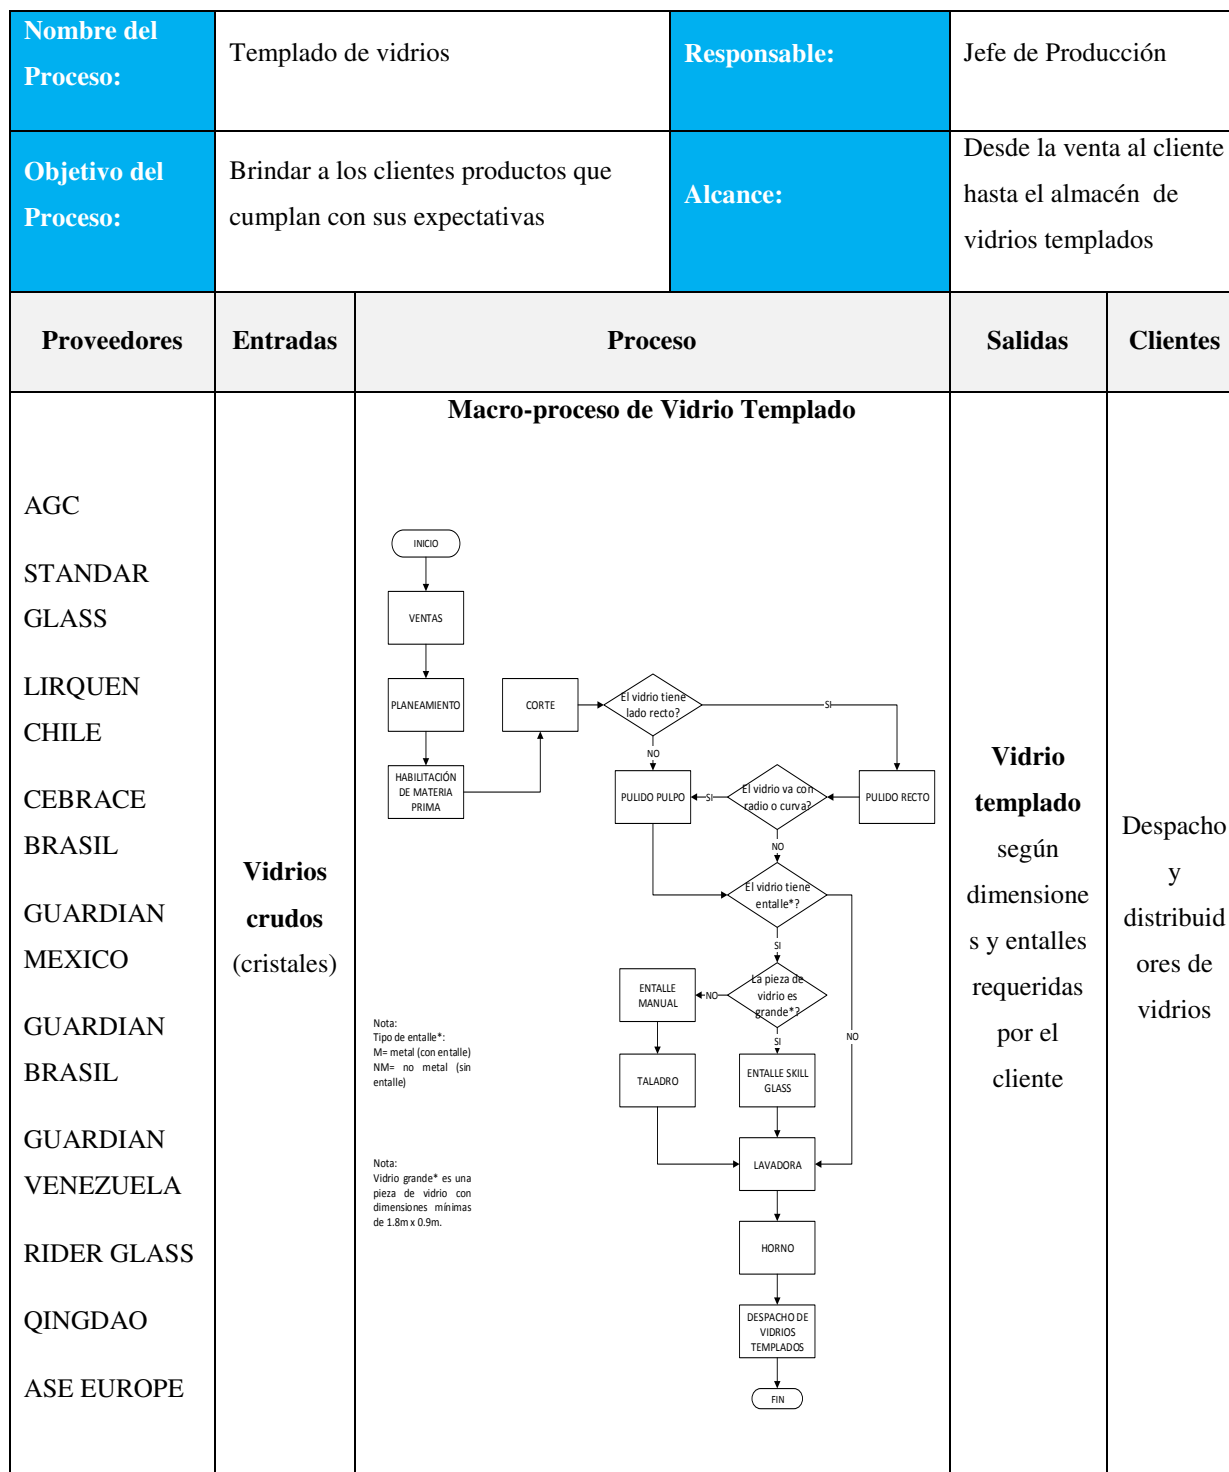 Nombre del
Proceso:
Templado de vidrios
Responsable:
Jefe de Producción
Objetivo del
Proceso:
Brindar a los clientes productos que
cumplan con sus expectativas
Alcance:
Desde la venta al cliente
hasta el almacén de
vidrios templados
Proveedores
Entradas
Proceso
Salidas
Clientes
AGC
STANDAR
GLASS
LIRQUEN
CHILE
CEBRACE
BRASIL
GUARDIAN
MEXICO
GUARDIAN
BRASIL
GUARDIAN
VENEZUELA
RIDER GLASS
QINGDAO
ASE EUROPE
Vidrios
crudos
(cristales)
Macro-proceso de Vidrio Templado
INICIO
VENTAS
PLANEAMIENTO
HABILITACIÓN
DE MATERIA
PRIMA
CORTE
El vidrio tiene
lado recto?
SI
NO
PULIDO PULPO
SI
El vidrio va con
radio o curva?
PULIDO RECTO
NO
El vidrio tiene
entalle*?
SI
NO
La pieza de
vidrio es
grande*?
NO
SI
ENTALLE
MANUAL
TALADRO
ENTALLE SKILL
GLASS
LAVADORA
HORNO
DESPACHO DE
VIDRIOS
TEMPLADOS
FIN
Nota:
Tipo de entalle*:
M= metal (con entalle)
NM= no metal (sin
entalle)
Nota:
Vidrio grande* es una
pieza de vidrio con
dimensiones mínimas
de 1.8m x 0.9m.
Vidrio
templado
según
dimensione
s y entalles
requeridas
por el
cliente
Despacho
y
distribuid
ores de
vidrios